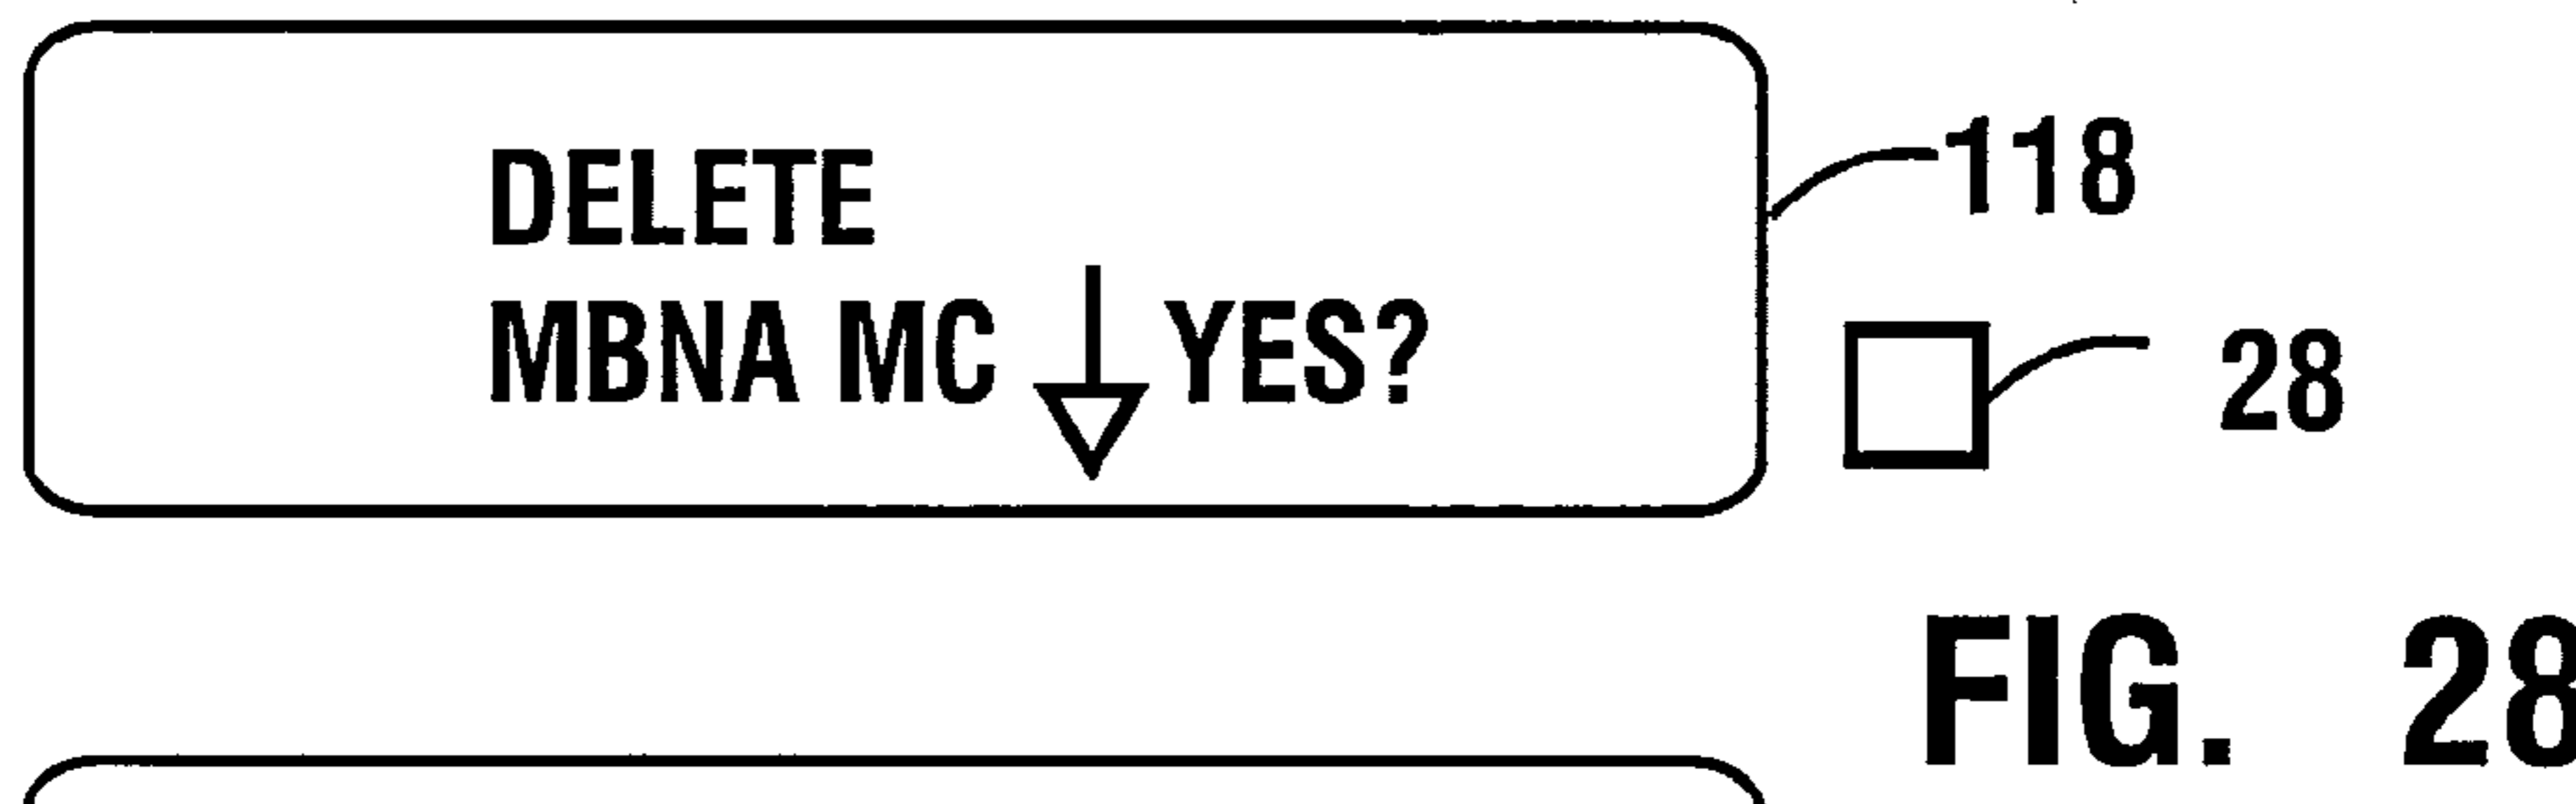 DELETE
MBNA MC YES?
118
28
FIG. 28